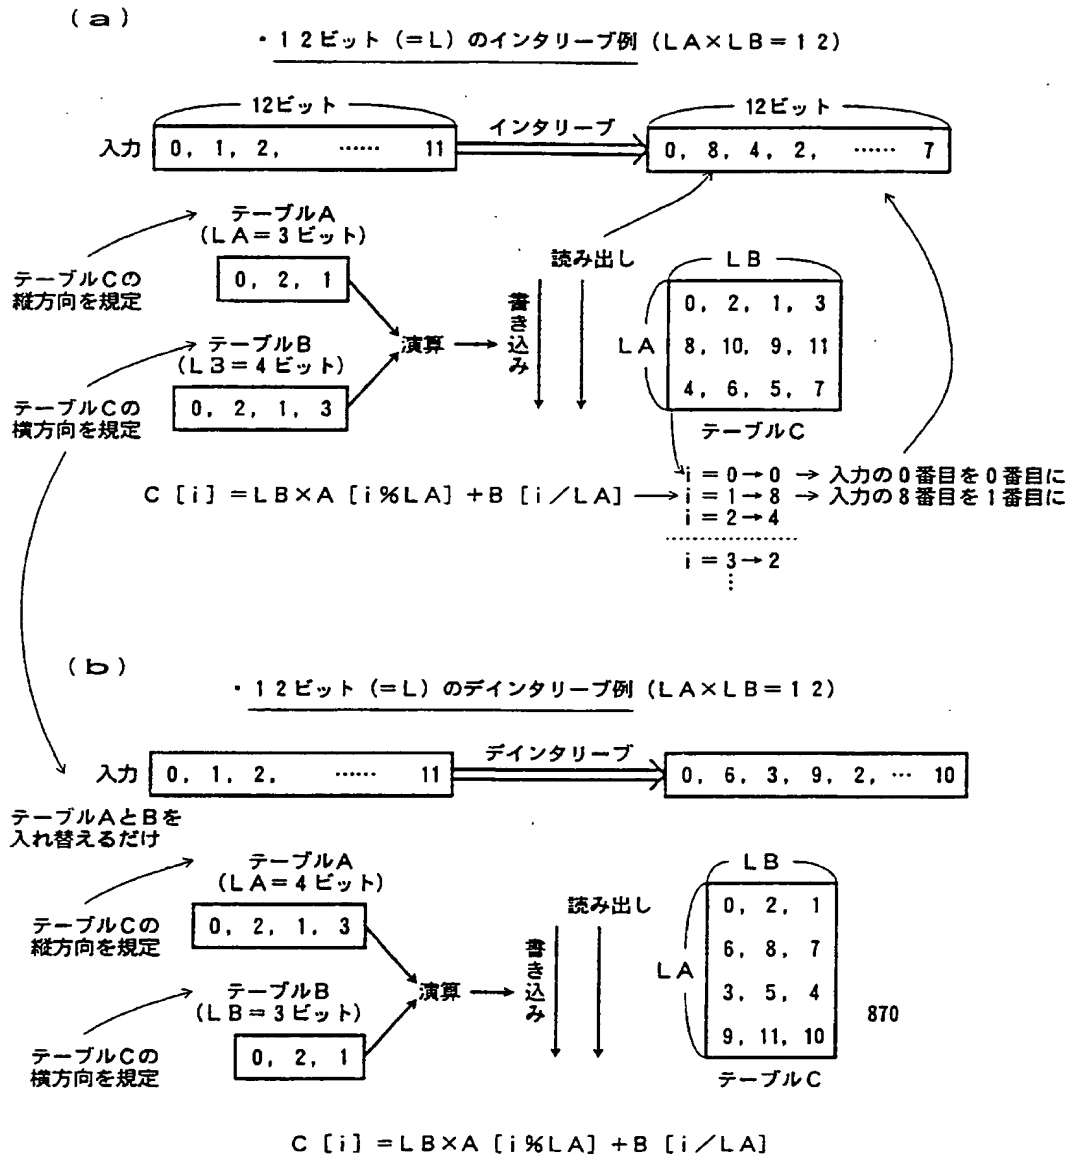 (a)
・12ビット(=L)のインタリーブ例(LA×LB=12)
12ビット
インタリーブ
12ビット
入力 0, 1, 2, …… 11
0, 8, 4, 2, …… 7
テーブルA
(LA=3ビット)
0, 2, 1
テーブルCの
縦方向を規定
テーブルB
(L3=4ビット)
0, 2, 1, 3
テーブルCの
横方向を規定
演算
書き込み
読み出し
LB
LA
0, 2, 1, 3
8, 10, 9, 11
4, 6, 5, 7
テーブルC
C[i]=LB×A[i%LA]+B[i/LA]
i=0→0 → 入力の0番目を0番目に
i=1→8 → 入力の8番目を1番目に
i=2→4
i=3→2
⋮
(b)
・12ビット(=L)のデインタリーブ例(LA×LB=12)
デインタリーブ
入力 0, 1, 2, …… 11
0, 6, 3, 9, 2, … 10
テーブルAとBを
入れ替えるだけ
テーブルA
(LA=4ビット)
0, 2, 1, 3
テーブルCの
縦方向を規定
テーブルB
(LB=3ビット)
0, 2, 1
テーブルCの
横方向を規定
演算
書き込み
読み出し
LB
LA
0, 2, 1
6, 8, 7
3, 5, 4
9, 11, 10
テーブルC
870
C[i]=LB×A[i%LA]+B[i/LA]